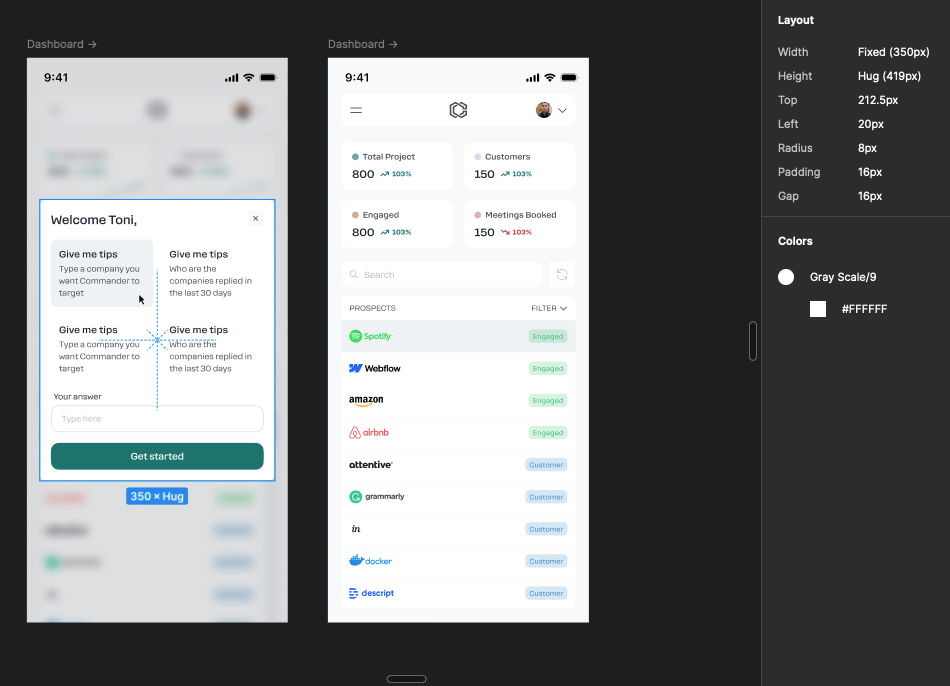 Dashboard →
9:41
Welcome Toni,
Give me tips
Type a company you
want Commander to
target
Give me tips
Who are the
companies replied in
the last 30 days
Give me tips
Type a company you
want Commander to
target
Give me tips
Who are the
companies replied in
the last 30 days
Your answer
Type here
Get started
350 × Hug
Dashboard →
9:41
Total Project
800 103%
Customers
150 103%
Engaged
800 103%
Meetings Booked
150 103%
Search
PROSPECTS FILTER
Spotify Engaged
Webflow Engaged
amazon Engaged
airbnb Engaged
attentive Customer
grammarly Customer
in Customer
docker Customer
descript Customer
Layout
Width Fixed (350px)
Height Hug (419px)
Top 212.5px
Left 20px
Radius 8px
Padding 16px
Gap 16px
Colors
Gray Scale/9
#FFFFFF